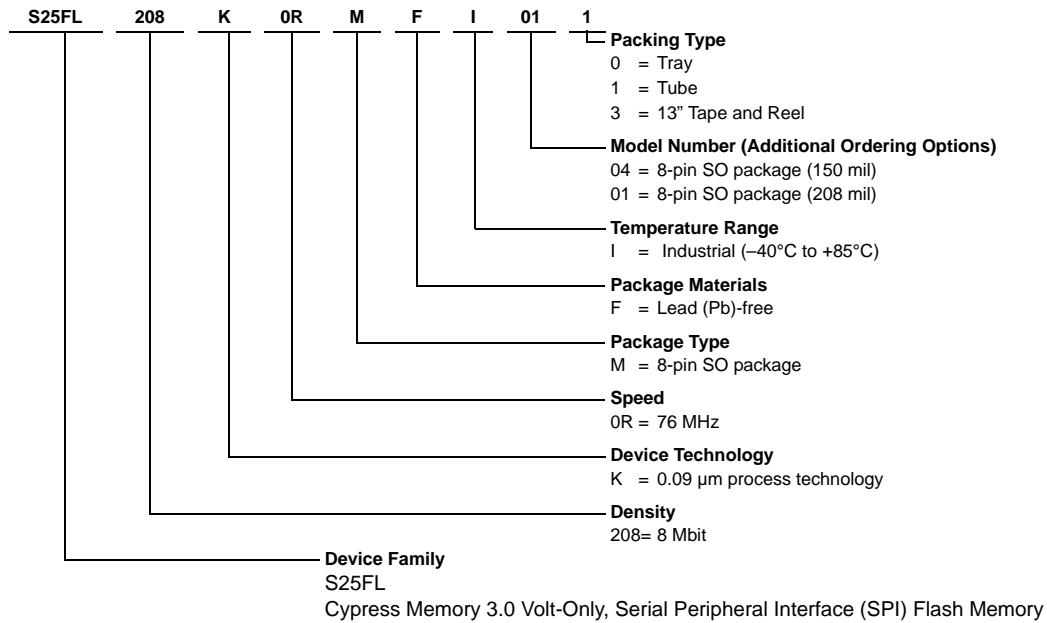 S25FL 208 K 0R M F I 01 1
Packing Type
0 = Tray
1 = Tube
3 = 13” Tape and Reel
Model Number (Additional Ordering Options)
04 = 8-pin SO package (150 mil)
01 = 8-pin SO package (208 mil)
Temperature Range
I = Industrial (–40°C to +85°C)
Package Materials
F = Lead (Pb)-free
Package Type
M = 8-pin SO package
Speed
0R = 76 MHz
Device Technology
K = 0.09 µm process technology
Density
208= 8 Mbit
Device Family
S25FL
Cypress Memory 3.0 Volt-Only, Serial Peripheral Interface (SPI) Flash Memory